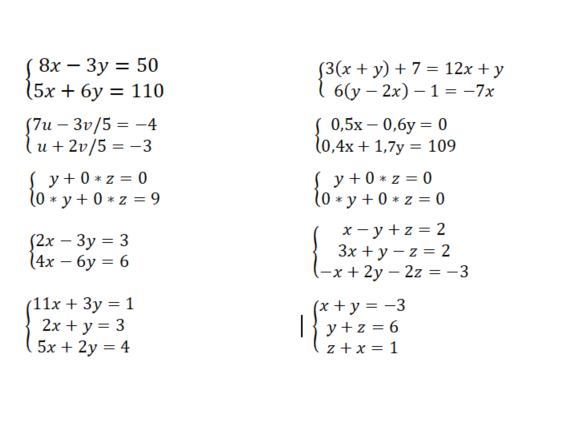 8x − 3y = 50
5x + 6y = 110
7u − 3v/5 = −4
u + 2v/5 = −3
y + 0 * z = 0
0 * y + 0 * z = 9
2x − 3y = 3
4x − 6y = 6
11x + 3y = 1
2x + y = 3
5x + 2y = 4
3(x + y) + 7 = 12x + y
6(y − 2x) − 1 = −7x
0,5x − 0,6y = 0
0,4x + 1,7y = 109
y + 0 * z = 0
0 * y + 0 * z = 0
x − y + z = 2
3x + y − z = 2
−x + 2y − 2z = −3
x + y = −3
y + z = 6
z + x = 1